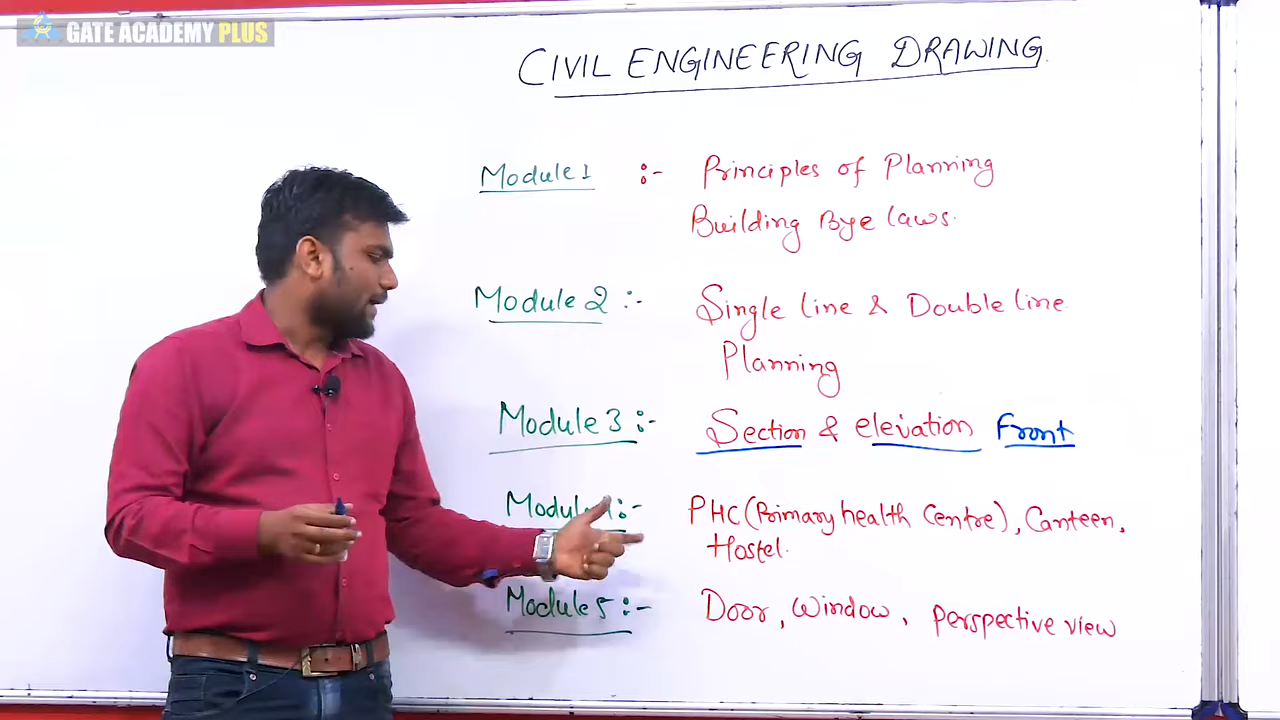 GATE ACADEMY PLUS
CIVIL ENGINEERING DRAWING
Module 1 :- Principles of Planning
Building Bye laws.
Module 2 :- Single line & Double line
Planning
Module 3 :- Section & elevation Front
:- PHC (Primary health Centre), Canteen,
Hostel.
Module 5 :- Door, Window, perspective view